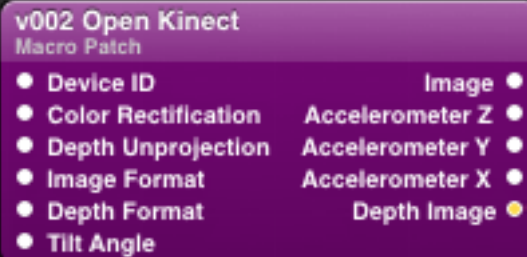 v002 Open Kinect
Macro Patch
Device ID Image
Color Rectification Accelerometer Z
Depth Unprojection Accelerometer Y
Image Format Accelerometer X
Depth Format Depth Image
Tilt Angle